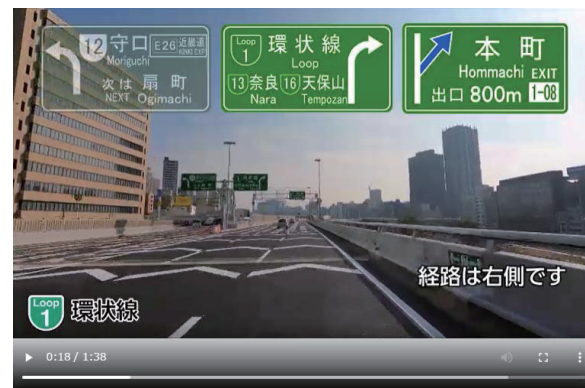 12 守口 E26 近畿道
KINKI EXP
Moriguchi
次は 扇町
NEXT Ogimachi
Loop 1 環状線
Loop
13 奈良 16 天保山
Nara Tempozan
本町
Hommachi EXIT
出口 800m 1-08
経路は右側です
Loop 1 環状線
0:18 / 1:38